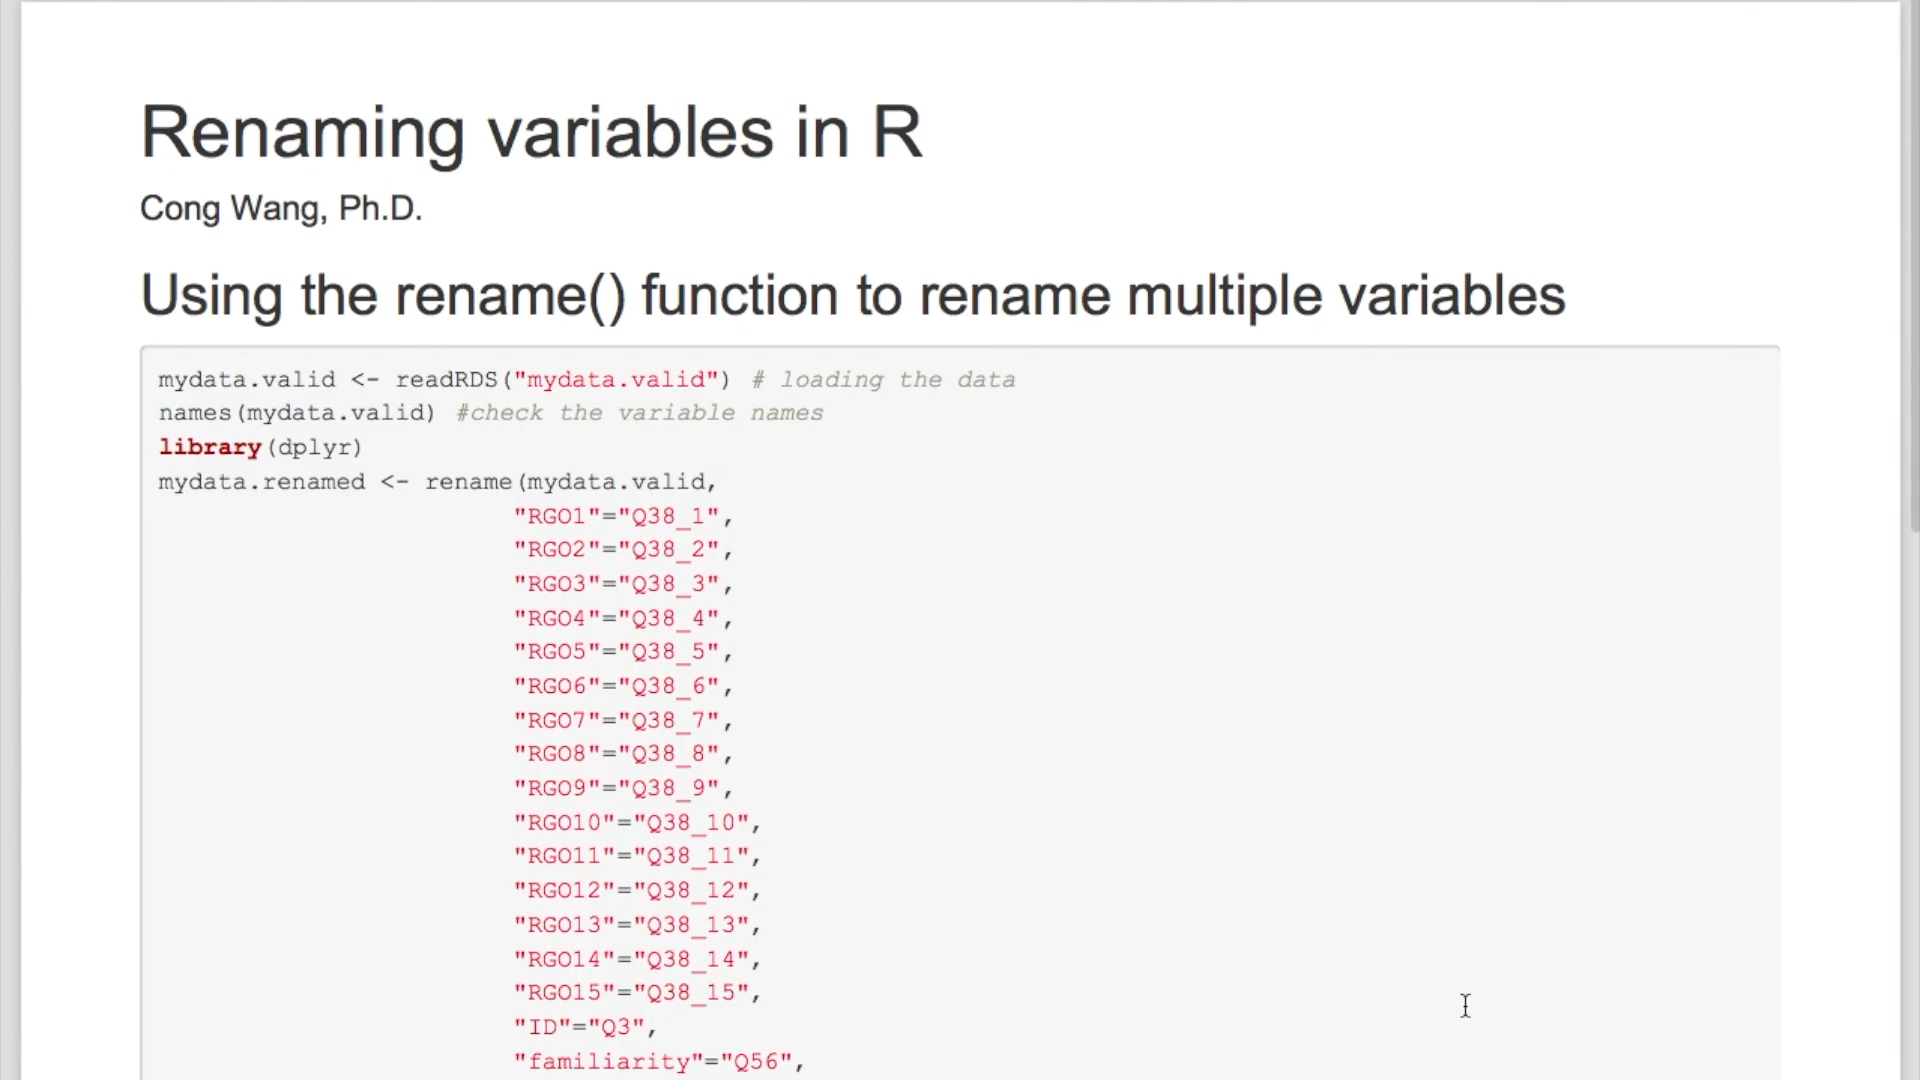 Renaming variables in R
Cong Wang, Ph.D.
Using the rename() function to rename multiple variables
mydata.valid <- readRDS("mydata.valid") # loading the data
names(mydata.valid) #check the variable names
library(dplyr)
mydata.renamed <- rename(mydata.valid,
"RGO1"="Q38_1",
"RGO2"="Q38_2",
"RGO3"="Q38_3",
"RGO4"="Q38_4",
"RGO5"="Q38_5",
"RGO6"="Q38_6",
"RGO7"="Q38_7",
"RGO8"="Q38_8",
"RGO9"="Q38_9",
"RGO10"="Q38_10",
"RGO11"="Q38_11",
"RGO12"="Q38_12",
"RGO13"="Q38_13",
"RGO14"="Q38_14",
"RGO15"="Q38_15",
"ID"="Q3",
"familiarity"="Q56",